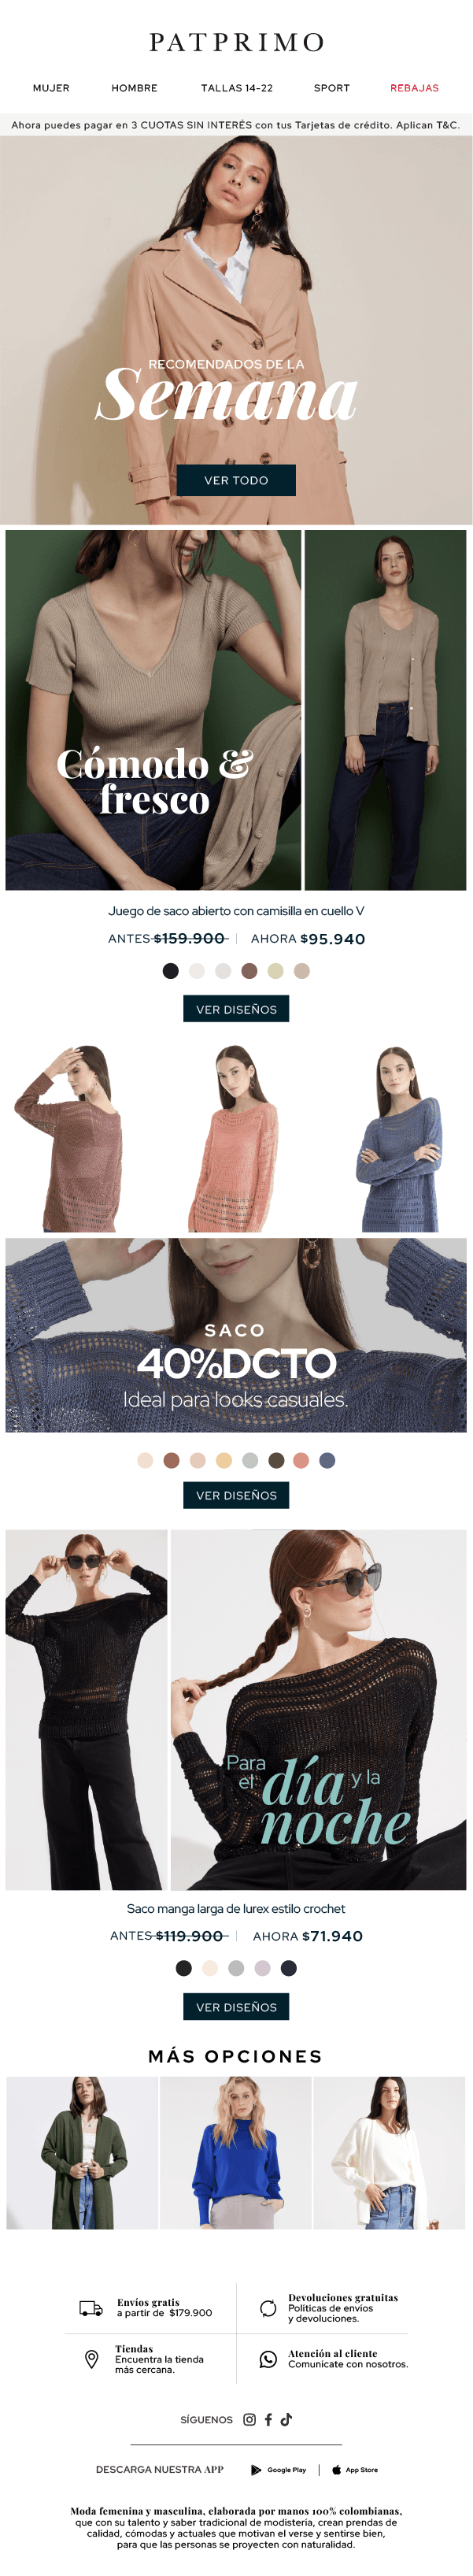 PATPRIMO
MUJER HOMBRE TALLAS 14-22 SPORT REBAJAS
Ahora puedes pagar en 3 CUOTAS SIN INTERÉS con tus Tarjetas de crédito. Aplican T&C.
RECOMENDADOS DE LA
Semana
VER TODO
Cómodo &
fresco
Juego de saco abierto con camisilla en cuello V
ANTES $159.900 | AHORA $95.940
VER DISEÑOS
SACO
40%DCTO
Ideal para looks casuales.
VER DISEÑOS
Para
el día y la
noche
Saco manga larga de lurex estilo crochet
ANTES $119.900 | AHORA $71.940
VER DISEÑOS
MÁS OPCIONES
Envíos gratis
a partir de $179.900
Devoluciones gratuitas
Políticas de envíos
y devoluciones.
Tiendas
Encuentra la tienda
más cercana.
Atención al cliente
Comunícate con nosotros.
SÍGUENOS
DESCARGA NUESTRA APP Google Play | App Store
Moda femenina y masculina, elaborada por manos 100% colombianas,
que con su talento y saber tradicional de modistería, crean prendas de
calidad, cómodas y actuales que motivan el verse y sentirse bien,
para que las personas se proyecten con naturalidad.